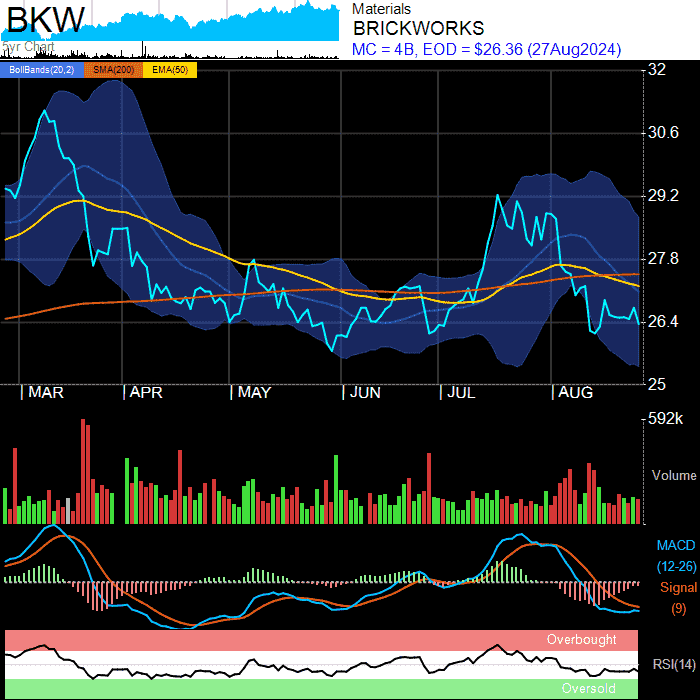 BKW
5yr Chart
Materials
BRICKWORKS
MC = 4B, EOD = $26.36 (27Aug2024)
BollBands(20,2) SMA(200) EMA(50)
32
30.6
29.2
27.8
26.4
25
| MAR | APR | MAY | JUN | JUL | AUG
592k
Volume
MACD
(12-26)
Signal
(9)
Overbought
RSI(14)
Oversold